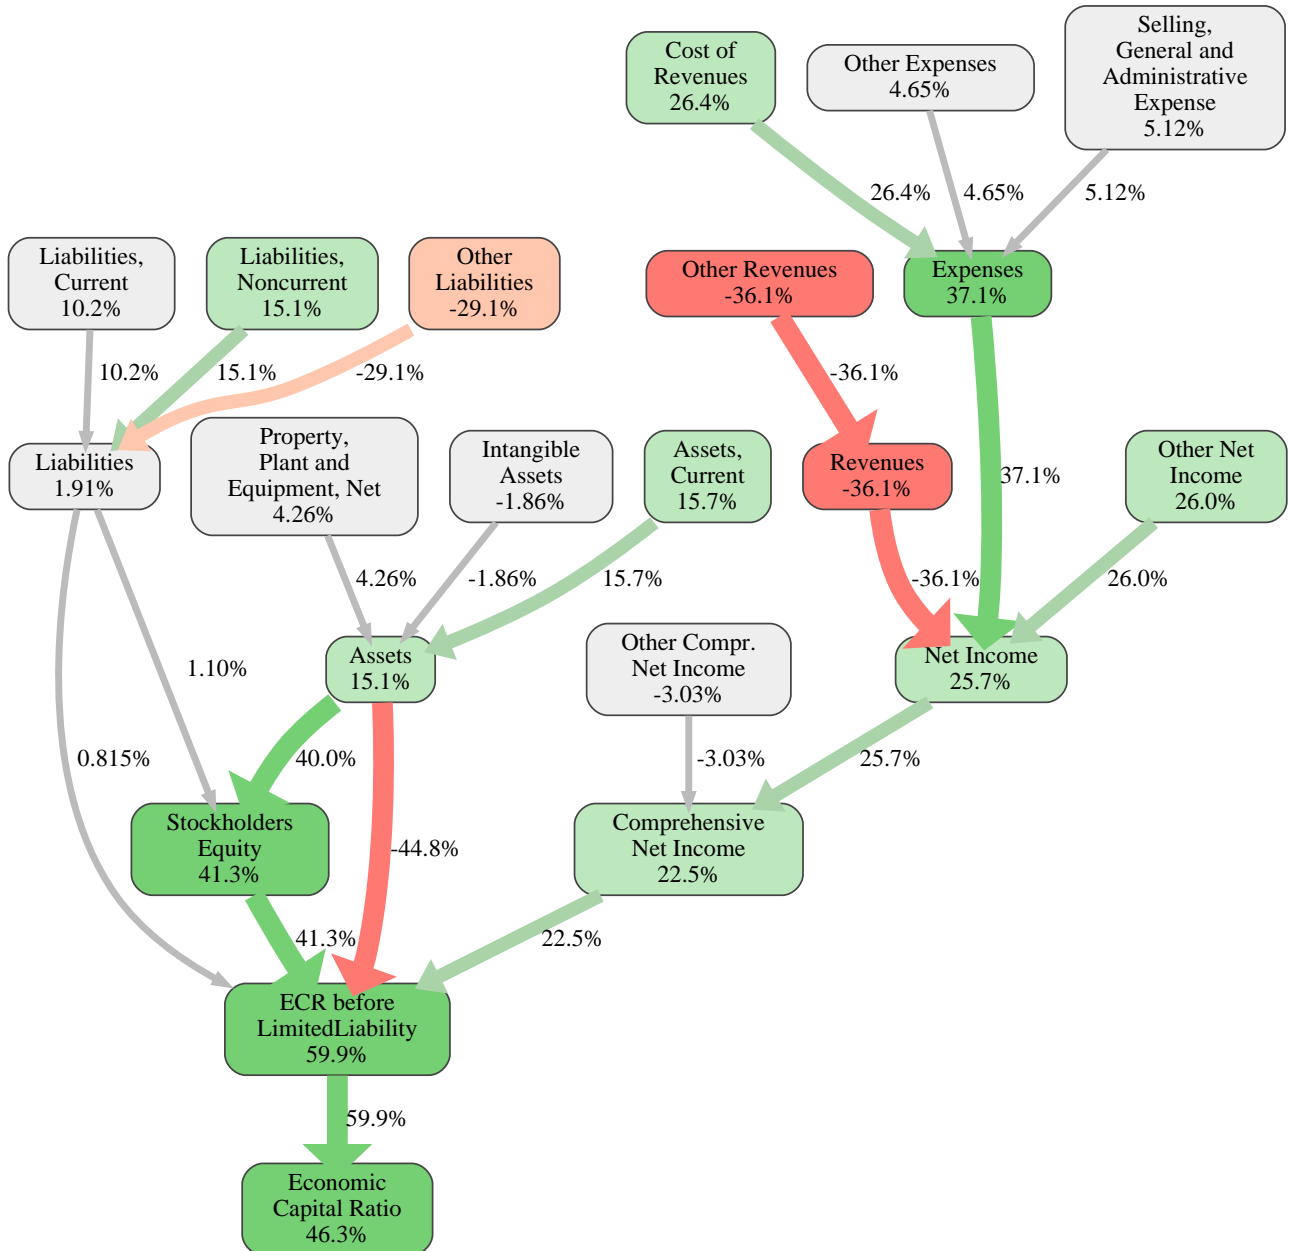 Cost of
Revenues
26.4%
Other Expenses
4.65%
Selling,
General and
Administrative
Expense
5.12%
26.4%
4.65%
5.12%
Liabilities,
Current
10.2%
Liabilities,
Noncurrent
15.1%
Other
Liabilities
-29.1%
Other Revenues
-36.1%
Expenses
37.1%
10.2%
15.1%
-29.1%
-36.1%
Liabilities
1.91%
Property,
Plant and
Equipment, Net
4.26%
Intangible
Assets
-1.86%
Assets,
Current
15.7%
Revenues
-36.1%
37.1%
Other Net
Income
26.0%
4.26%
-1.86%
15.7%
-36.1%
26.0%
1.10%
Assets
15.1%
Other Compr.
Net Income
-3.03%
Net Income
25.7%
0.815%
40.0%
-3.03%
25.7%
Stockholders
Equity
41.3%
-44.8%
Comprehensive
Net Income
22.5%
41.3%
22.5%
ECR before
LimitedLiability
59.9%
59.9%
Economic
Capital Ratio
46.3%